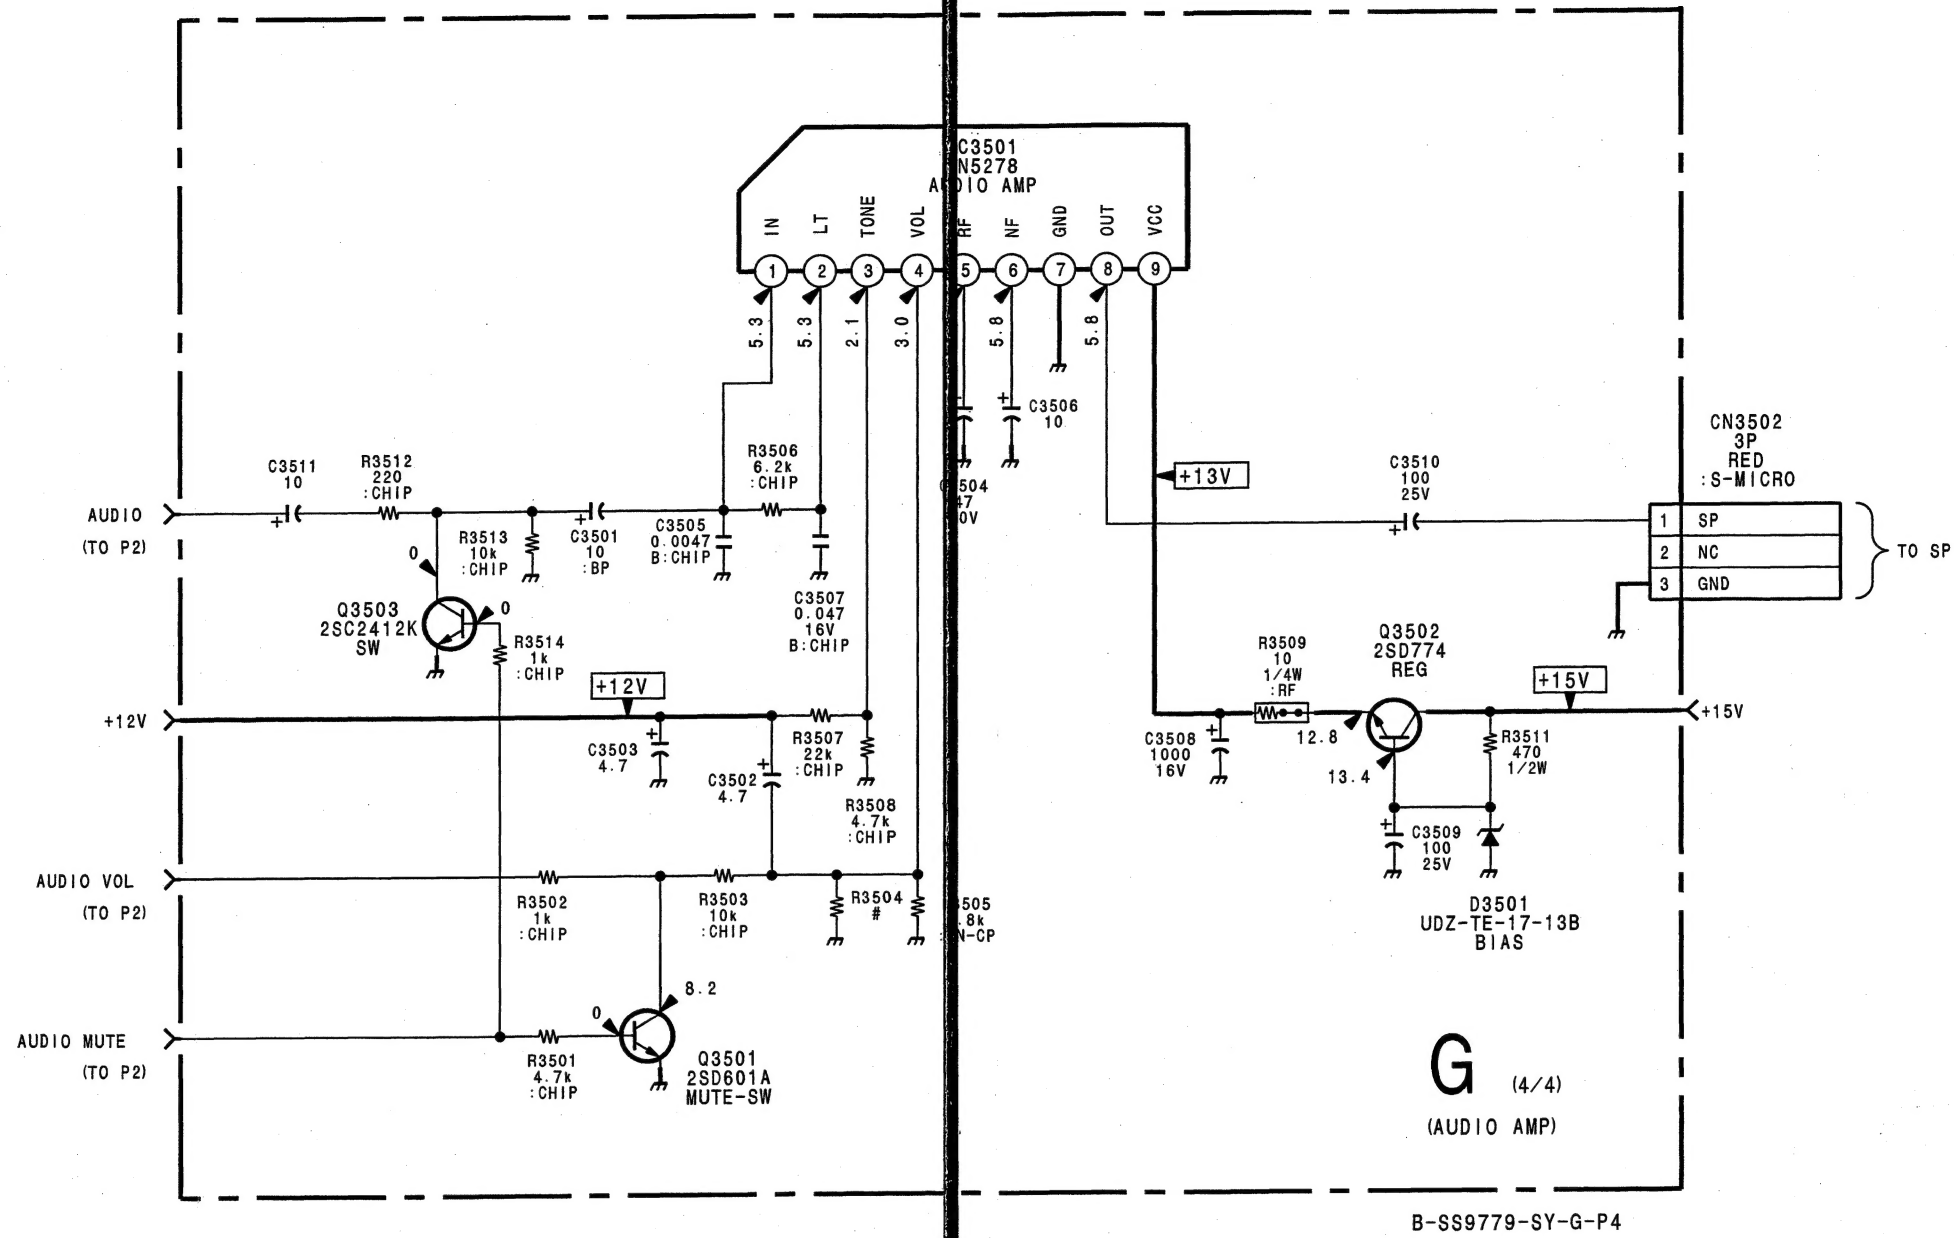 C3501
N5278
AUDIO AMP
IN
LT
TONE
VOL
RF
NF
GND
OUT
VCC
1
2
3
4
5
6
7
8
9
5.3
5.3
2.1
3.0
5.8
5.8
+
C3506
10
504
47
0V
+13V
CN3502
3P
RED
:S-MICRO
C3510
100
25V
+
1 SP
2 NC
3 GND
TO SP
C3511
10
+
R3512
220
:CHIP
AUDIO
(TO P2)
R3513
10k
:CHIP
+
C3501
10
:BP
C3505
0.0047
B:CHIP
R3506
6.2k
:CHIP
C3507
0.047
16V
B:CHIP
0
Q3503
2SC2412K
SW
0
R3514
1k
:CHIP
+12V
+12V
+
C3503
4.7
+
C3502
4.7
R3507
22k
:CHIP
R3508
4.7k
:CHIP
+
C3508
1000
16V
R3509
10
1/4W
:RF
12.8
Q3502
2SD774
REG
13.4
+15V
+15V
R3511
470
1/2W
+
C3509
100
25V
D3501
UDZ-TE-17-13B
BIAS
AUDIO VOL
(TO P2)
R3502
1k
:CHIP
R3503
10k
:CHIP
R3504
#
505
.8k
N-CP
AUDIO MUTE
(TO P2)
R3501
4.7k
:CHIP
0
8.2
Q3501
2SD601A
MUTE-SW
G (4/4)
(AUDIO AMP)
B-SS9779-SY-G-P4